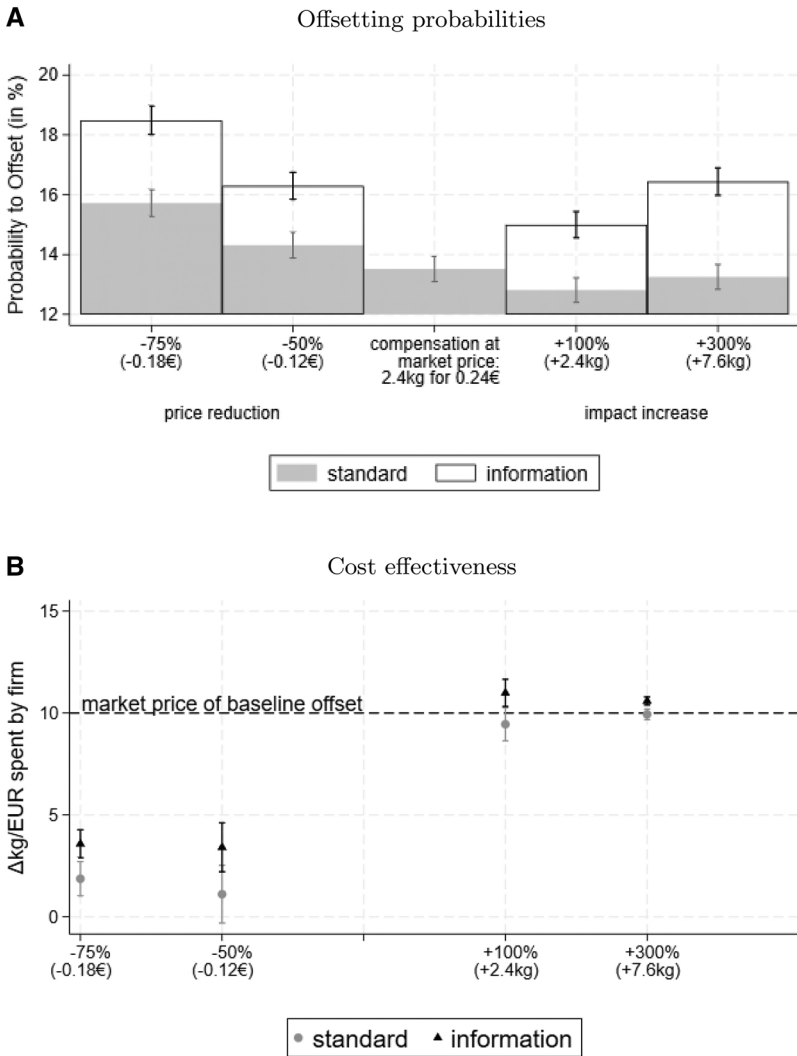 A
Offsetting probabilities
Probability to Offset (in %)
20
18
16
14
12
-75%
(-0.18€)
-50%
(-0.12€)
compensation at
market price:
2.4kg for 0.24€
+100%
(+2.4kg)
+300%
(+7.6kg)
price reduction
impact increase
standard
information
B
Cost effectiveness
Δkg/EUR spent by firm
15
10
5
0
market price of baseline offset
-75%
(-0.18€)
-50%
(-0.12€)
+100%
(+2.4kg)
+300%
(+7.6kg)
standard
information